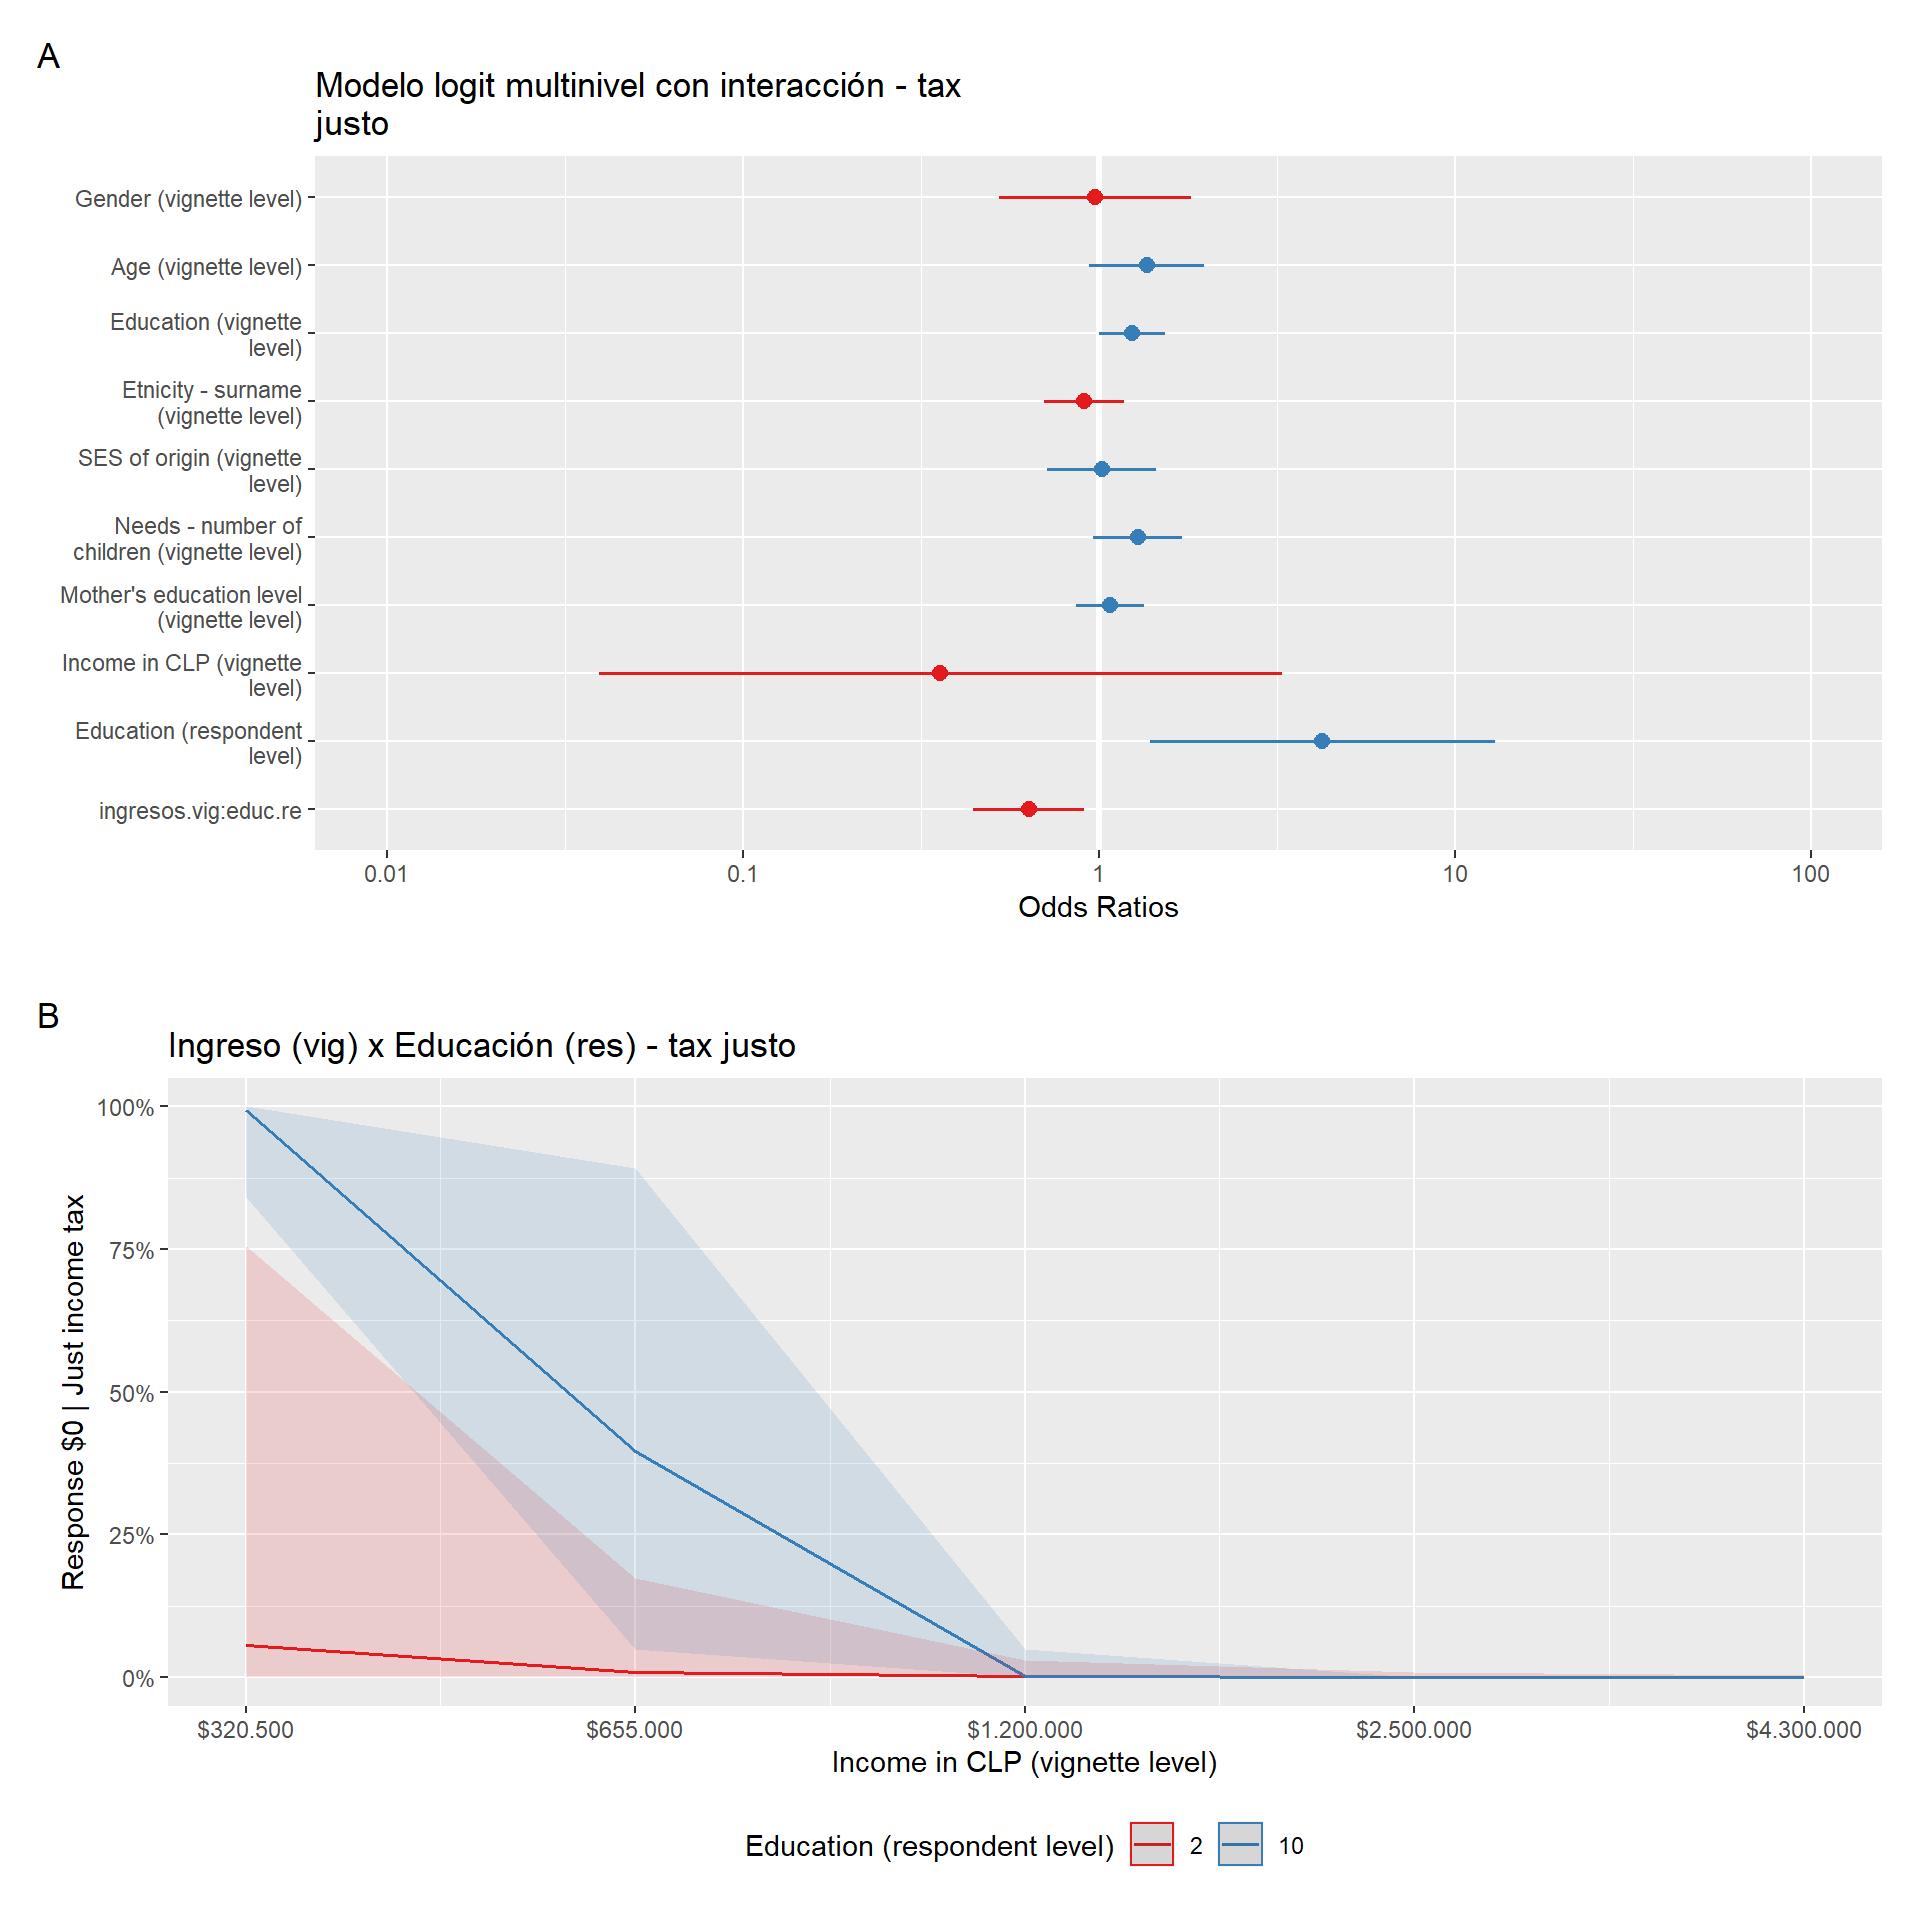 A
Modelo logit multinivel con interacción - tax
justo
Gender (vignette level)
Age (vignette level)
Education (vignette
level)
Etnicity - surname
(vignette level)
SES of origin (vignette
level)
Needs - number of
children (vignette level)
Mother's education level
(vignette level)
Income in CLP (vignette
level)
Education (respondent
level)
ingresos.vig:educ.re
0.01 0.1 1 10 100
Odds Ratios
B
Ingreso (vig) x Educación (res) - tax justo
Response $0 | Just income tax
100%
75%
50%
25%
0%
$320.500 $655.000 $1.200.000 $2.500.000 $4.300.000
Income in CLP (vignette level)
Education (respondent level) 2 10